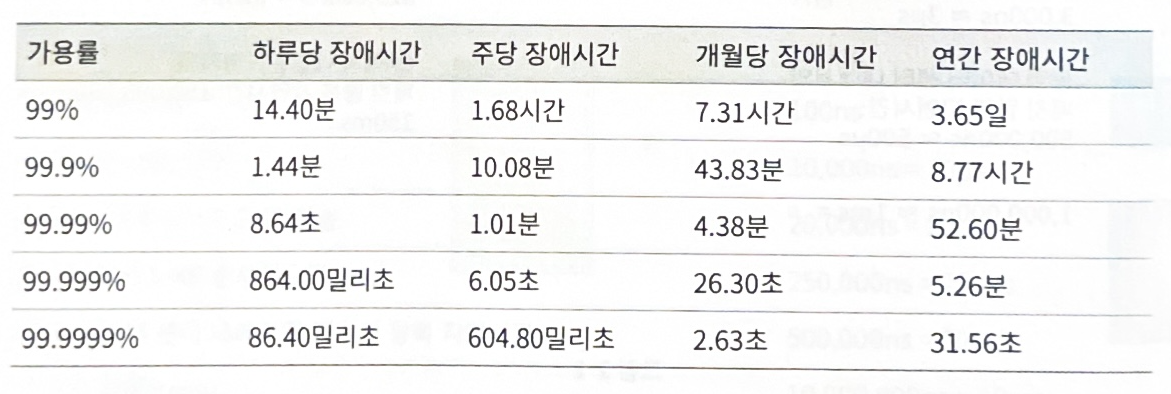 가용률 하루당 장애시간 주당 장애시간 개월당 장애시간 연간 장애시간
99% 14.40분 1.68시간 7.31시간 3.65일
99.9% 1.44분 10.08분 43.83분 8.77시간
99.99% 8.64초 1.01분 4.38분 52.60분
99.999% 864.00밀리초 6.05초 26.30초 5.26분
99.9999% 86.40밀리초 604.80밀리초 2.63초 31.56초